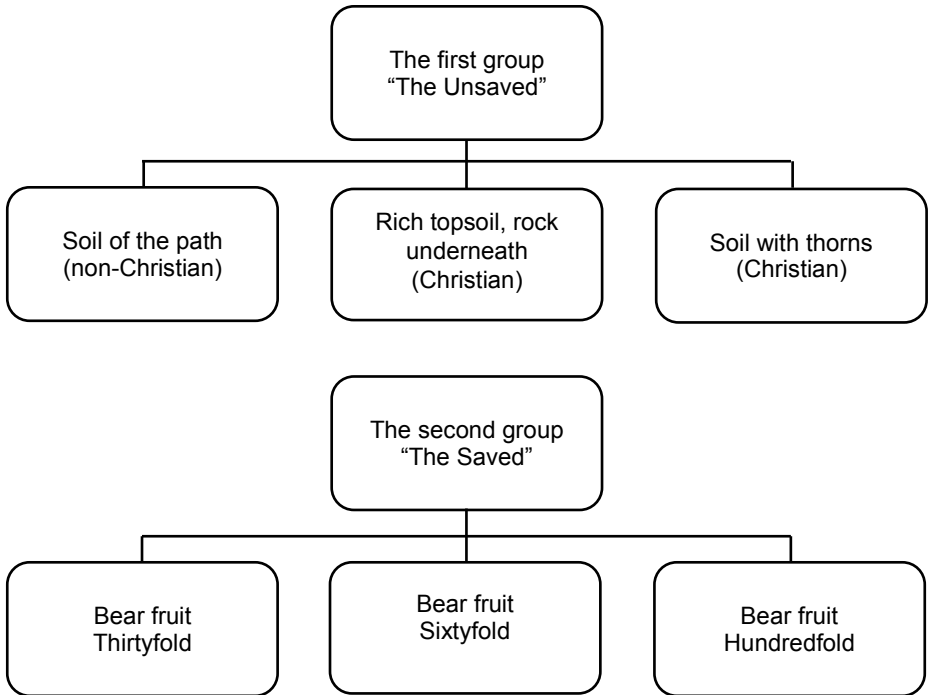 The first group
“The Unsaved”
Soil of the path
(non-Christian)
Rich topsoil, rock
underneath
(Christian)
Soil with thorns
(Christian)
The second group
“The Saved”
Bear fruit
Thirtyfold
Bear fruit
Sixtyfold
Bear fruit
Hundredfold